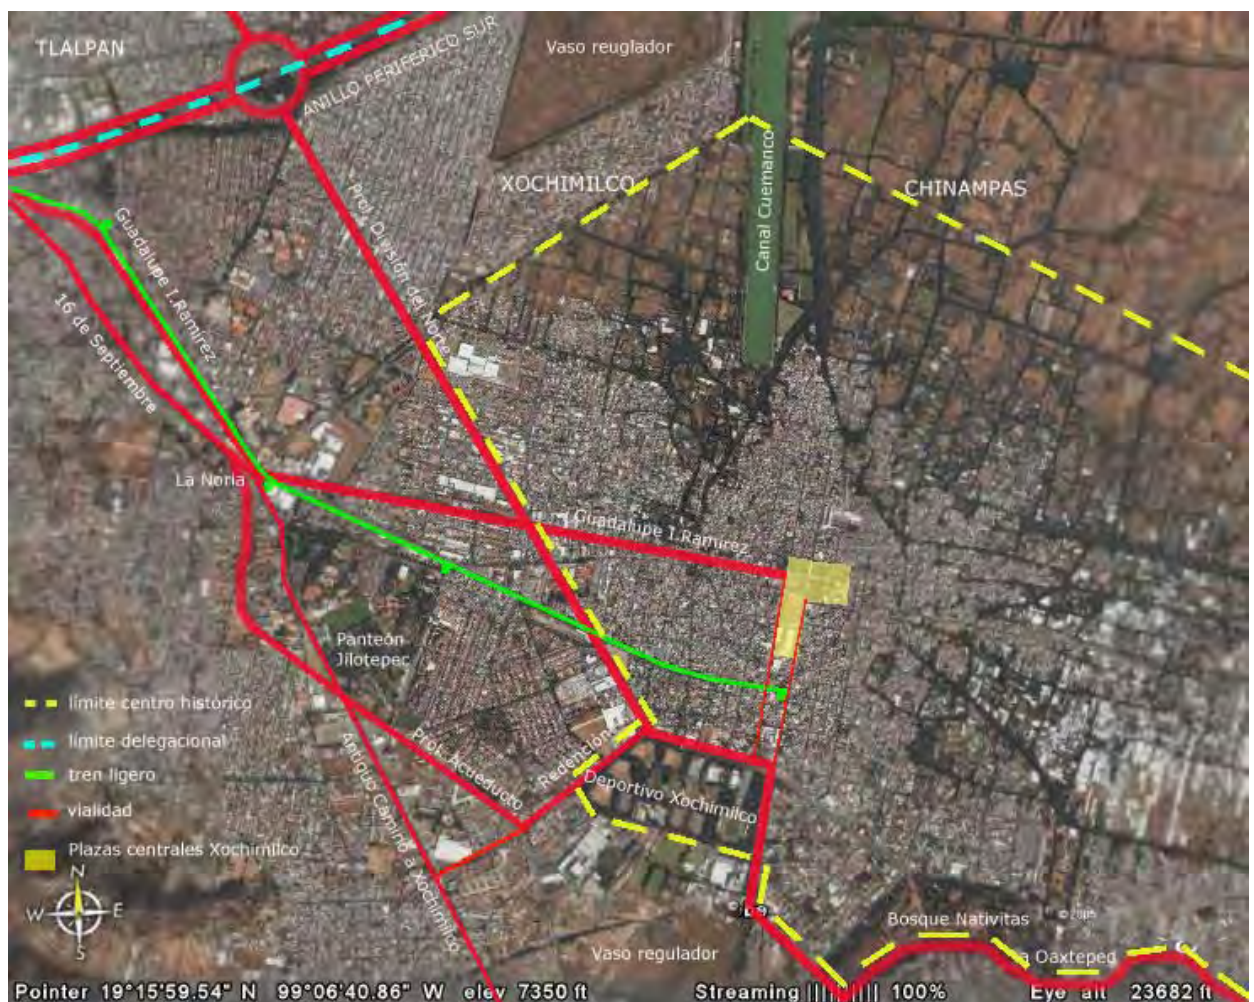 TLALPAN
Vaso reuglador
ANILLO PERIFERICO SUR
XOCHIMILCO
CHINAMPAS
Canal Cuemanco
Prol División del Norte
Guadalupe I.Ramirez
16 de Septiembre
La Noria
Guadalupe I.Ramirez
Panteón
Jilotepec
límite centro histórico
límite delegacional
tren ligero
vialidad
Plazas centrales Xochimilco
Redención
Deportivo Xochimilco
Prol. Acueducto
Antiguo Camino a Xochimilco
N
W
E
S
Bosque Nativitas
©2005
a Oaxteped
Vaso regulador
Pointer 19°15'59.54" N 99°06'40.86" W elev 7350 ft
Streaming |||||||||| 100%
Eye alt 23682 ft